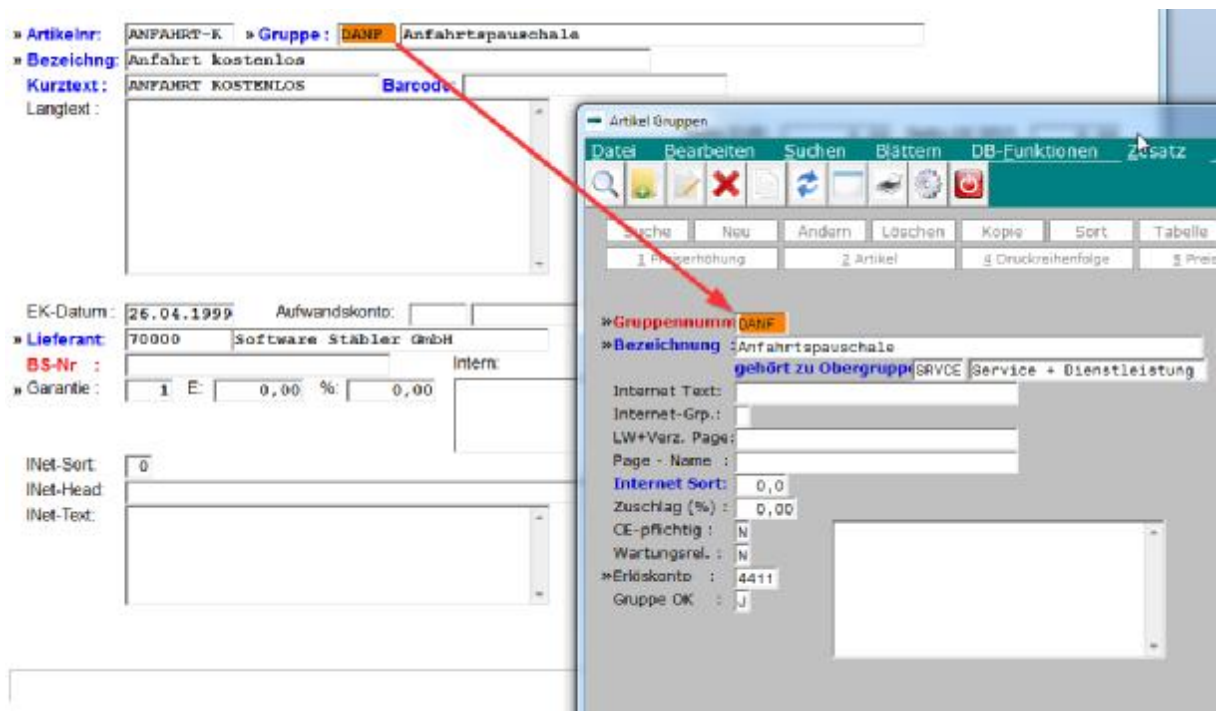 » Artikelnr: ANFAHRT-K » Gruppe : DANF Anfahrtspauschale
» Bezeichng: Anfahrt kostenlos
Kurztext : ANFAHRT KOSTENLOS Barcode
Langtext :
EK-Datum : 26.04.1999 Aufwandskonto:
» Lieferant: 70000 Software Stäbler GmbH
BS-Nr : Intern:
» Garantie : 1 E: 0,00 %: 0,00
INet-Sort: 0
INet-Head:
INet-Text:
Artikel Gruppen
Datei Bearbeiten Suchen Blättern DB-Funktionen Zusatz
Suche Neu Ändern Löschen Kopie Sort Tabelle
1 Preiserhöhung 2 Artikel 4 Druckreihenfolge 5 Preis
»Gruppennumm DANF
»Bezeichnung : Anfahrtspauschale
gehört zu Obergruppe SRVCE Service + Dienstleistung
Internet Text:
Internet-Grp.:
LW+Verz. Page:
Page - Name :
Internet Sort: 0,0
Zuschlag (%) : 0,00
CE-pflichtig : N
Wartungsrel. : N
»Erlöskonto : 4411
Gruppe OK : J